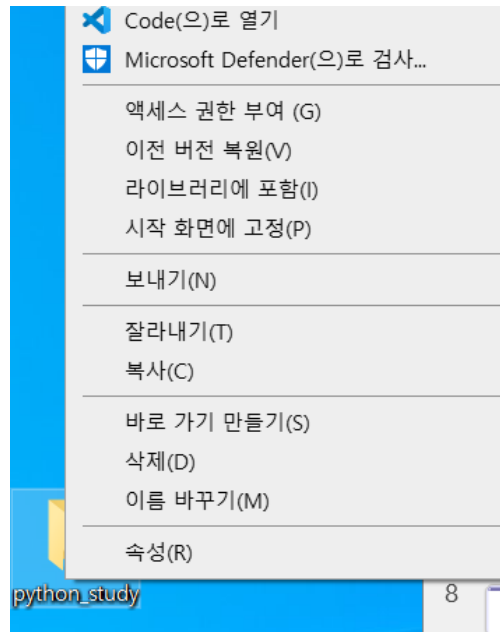 Code(으)로 열기
Microsoft Defender(으)로 검사...
액세스 권한 부여 (G)
이전 버전 복원(V)
라이브러리에 포함(I)
시작 화면에 고정(P)
보내기(N)
잘라내기(T)
복사(C)
바로 가기 만들기(S)
삭제(D)
이름 바꾸기(M)
속성(R)
python_study
8